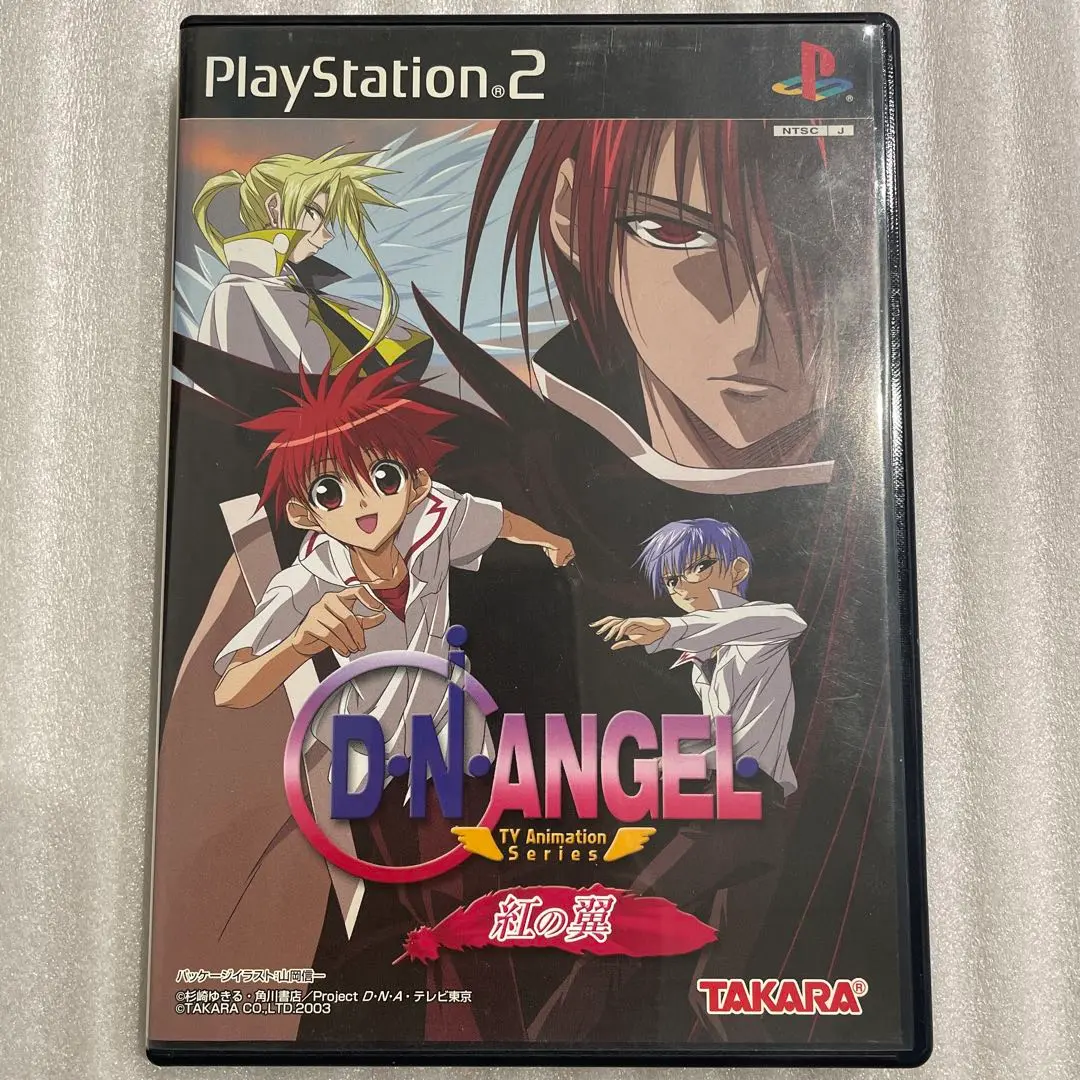 PlayStation®2
NTSC J
D・N・ANGEL・
TV Animation
Series
紅の翼
パッケージイラスト:山岡信一
©杉崎ゆきる・角川書店／Project D・N・A・テレビ東京
©TAKARA CO.,LTD.2003
TAKARA®